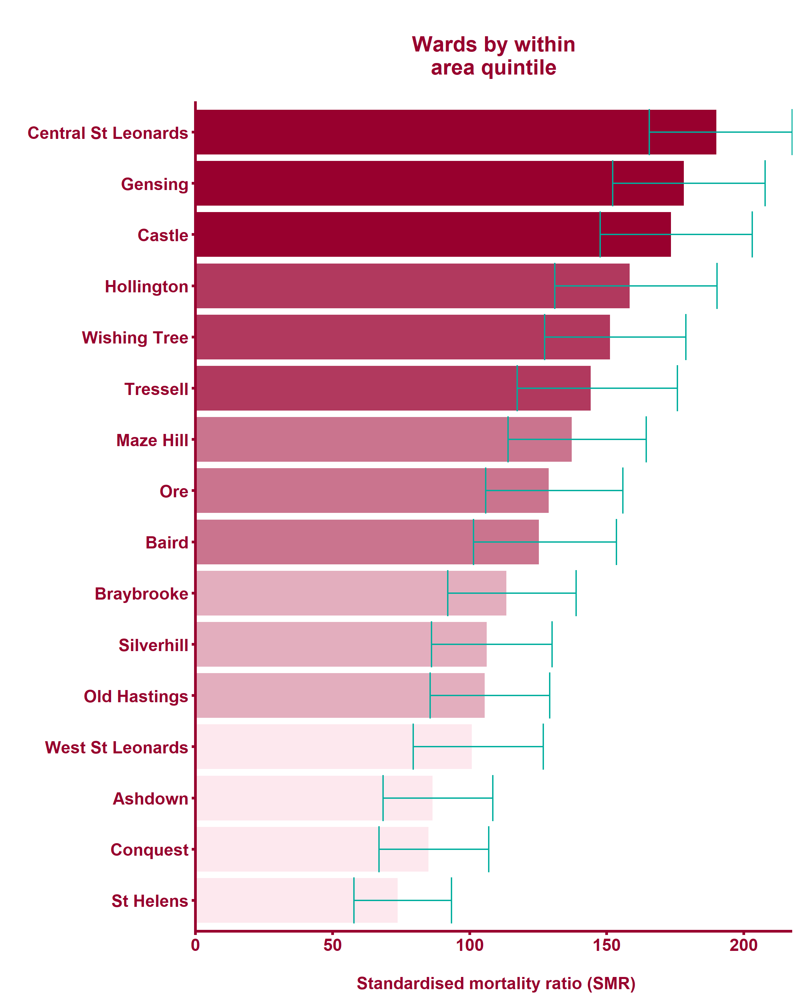 Wards by within
area quintile
Central St Leonards
Gensing
Castle
Hollington
Wishing Tree
Tressell
Maze Hill
Ore
Baird
Braybrooke
Silverhill
Old Hastings
West St Leonards
Ashdown
Conquest
St Helens
0 50 100 150 200
Standardised mortality ratio (SMR)